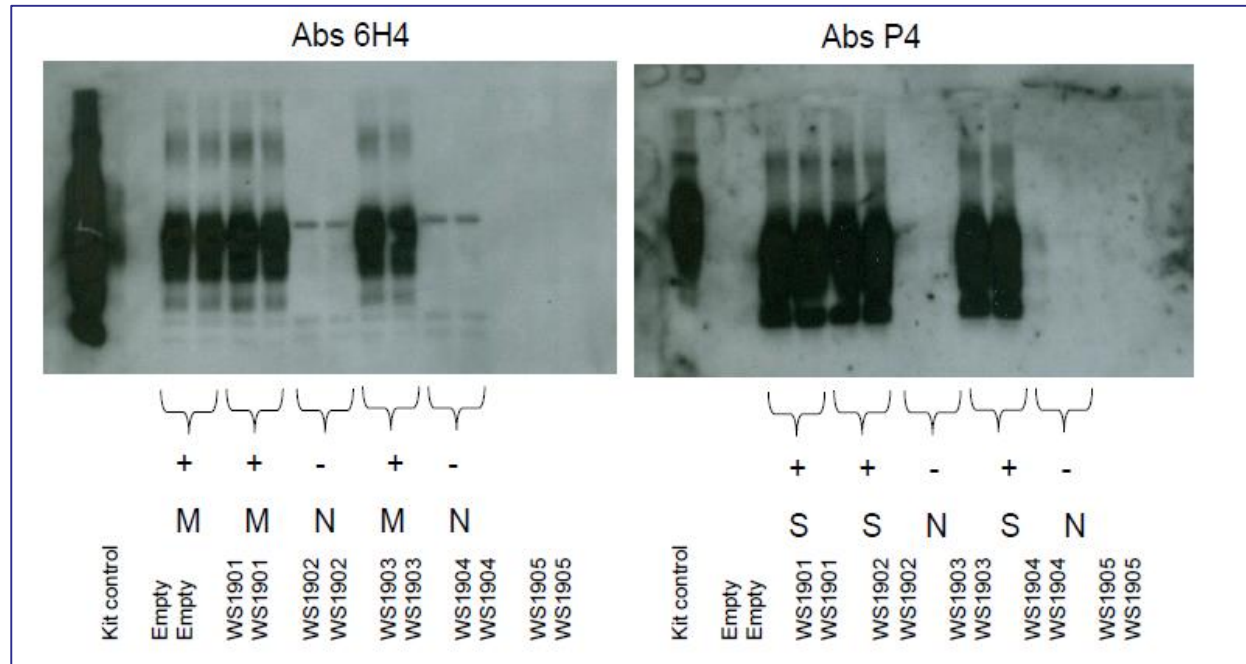 Abs 6H4
Abs P4
+ + - + -
M M N M N
Kit control
Empty
Empty
WS1901
WS1901
WS1902
WS1902
WS1903
WS1903
WS1904
WS1904
WS1905
WS1905
+ + - + -
S S N S N
Kit control
Empty
Empty
WS1901
WS1901
WS1902
WS1902
WS1903
WS1903
WS1904
WS1904
WS1905
WS1905